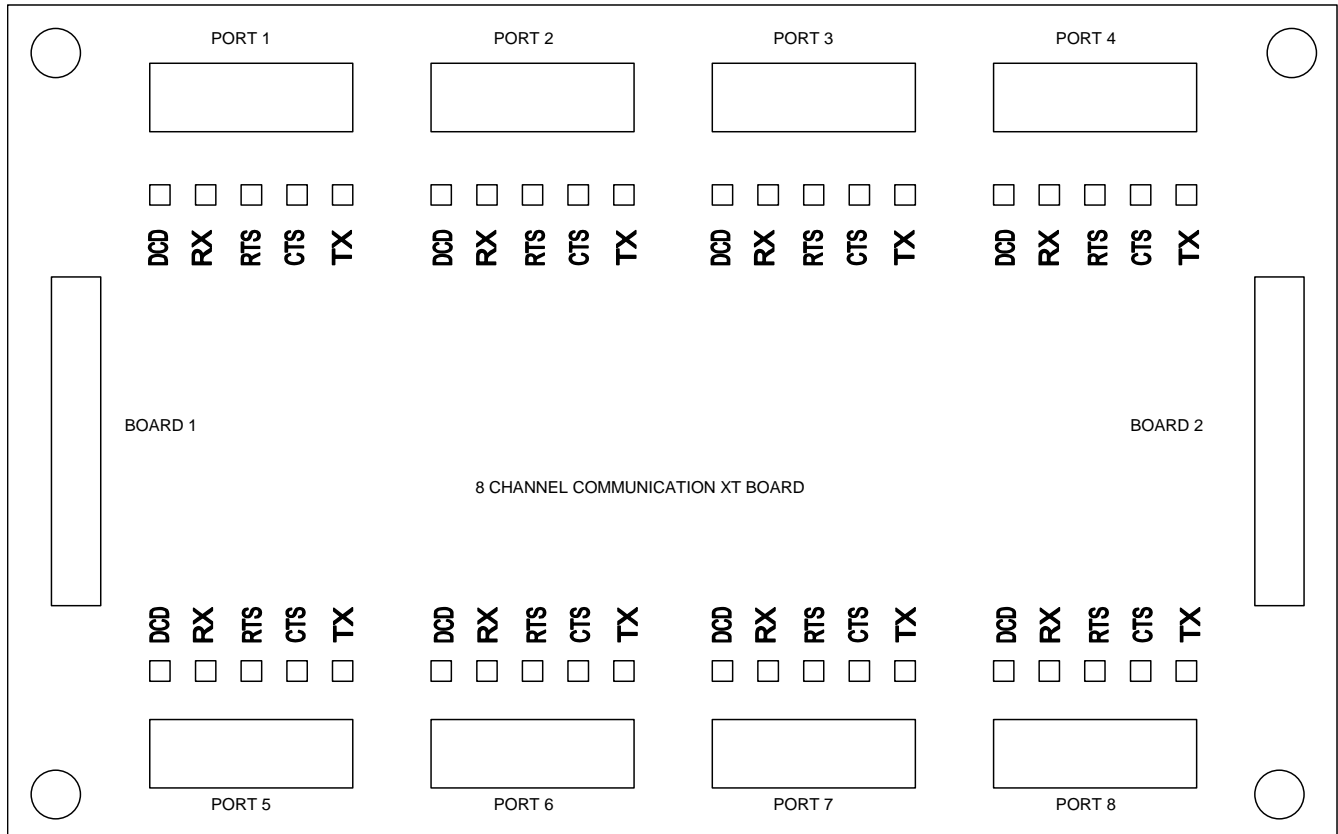 PORT 1 PORT 2 PORT 3 PORT 4
DCD RX RTS CTS TX DCD RX RTS CTS TX DCD RX RTS CTS TX DCD RX RTS CTS TX
BOARD 1 BOARD 2
8 CHANNEL COMMUNICATION XT BOARD
DCD RX RTS CTS TX DCD RX RTS CTS TX DCD RX RTS CTS TX DCD RX RTS CTS TX
PORT 5 PORT 6 PORT 7 PORT 8